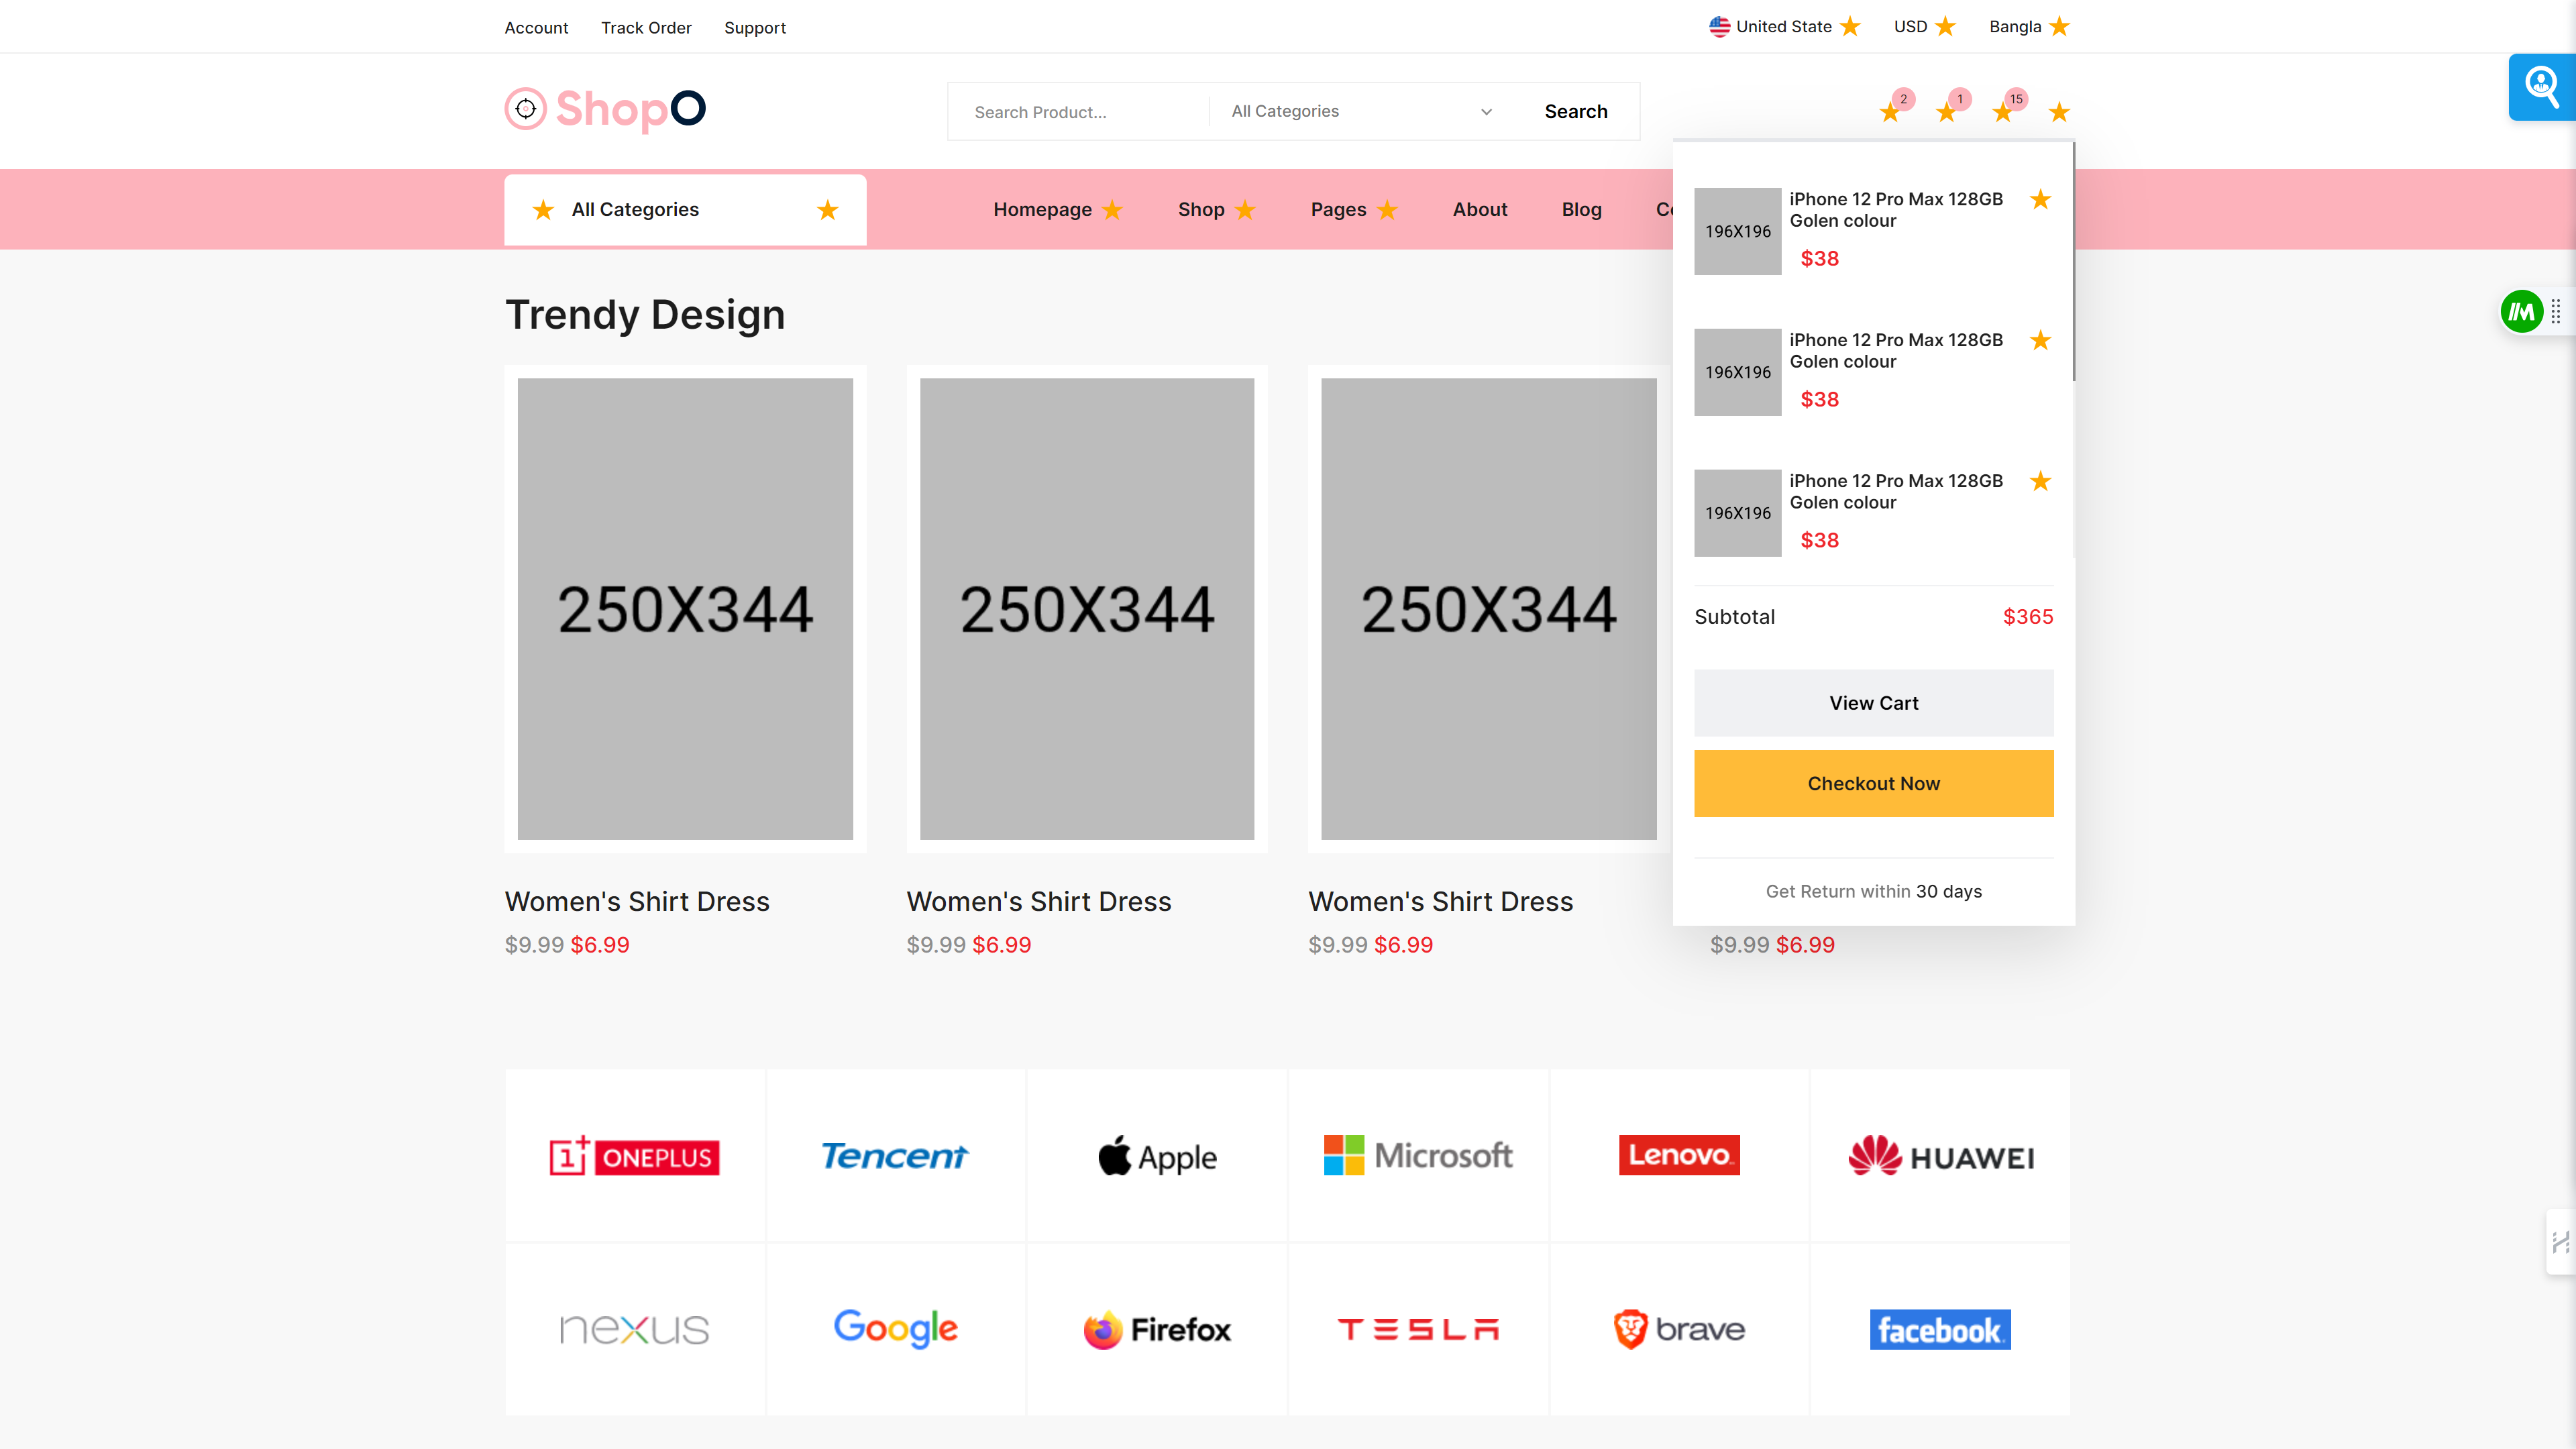 Account Track Order Support
United State USD Bangla
ShopO
Search Product... All Categories Search
2 1 15
All Categories
Homepage Shop Pages About Blog
iPhone 12 Pro Max 128GB
Golen colour
196X196
$38
iPhone 12 Pro Max 128GB
Golen colour
196X196
$38
iPhone 12 Pro Max 128GB
Golen colour
196X196
$38
Subtotal $365
View Cart
Checkout Now
Get Return within 30 days
Trendy Design
250X344 250X344 250X344
Women's Shirt Dress Women's Shirt Dress Women's Shirt Dress
$9.99 $6.99 $9.99 $6.99 $9.99 $6.99 $9.99 $6.99
1+ ONEPLUS Tencent Apple Microsoft Lenovo HUAWEI
nexus Google Firefox TESLA brave facebook